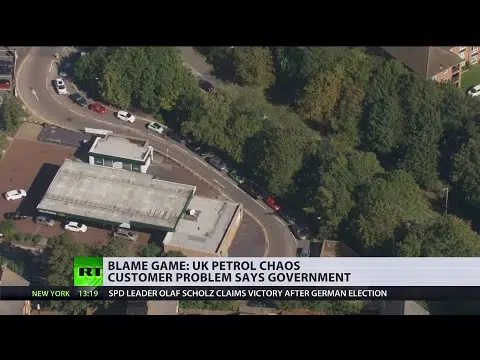 RT
BLAME GAME: UK PETROL CHAOS
CUSTOMER PROBLEM SAYS GOVERNMENT
NEW YORK 13:19 SPD LEADER OLAF SCHOLZ CLAIMS VICTORY AFTER GERMAN ELECTION